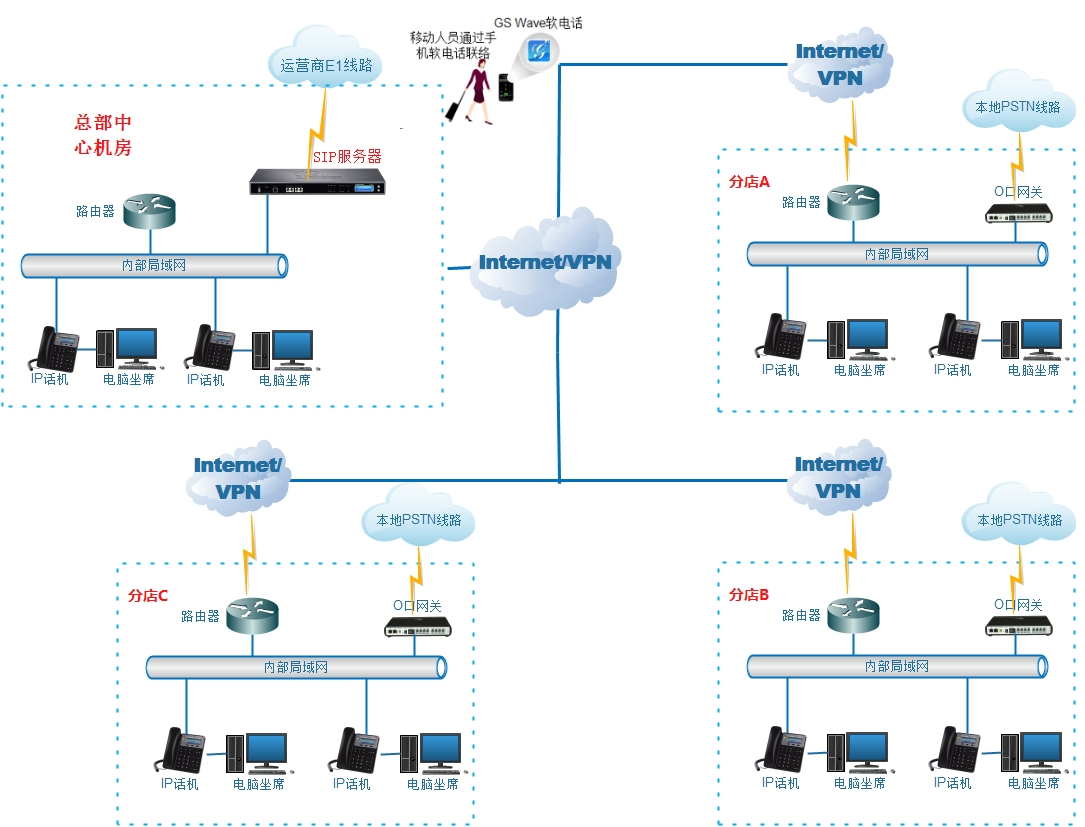 GS Wave软电话
移动人员通过手
机软电话联络
运营商E1线路
总部中
心机房
SIP服务器
路由器
内部局域网
IP话机
电脑坐席
IP话机
电脑坐席
Internet/VPN
Internet/
VPN
本地PSTN线路
分店A
路由器
O口网关
内部局域网
IP话机
电脑坐席
IP话机
电脑坐席
Internet/
VPN
本地PSTN线路
分店C
路由器
O口网关
内部局域网
IP话机
电脑坐席
IP话机
电脑坐席
Internet/
VPN
本地PSTN线路
分店B
路由器
O口网关
内部局域网
IP话机
电脑坐席
IP话机
电脑坐席